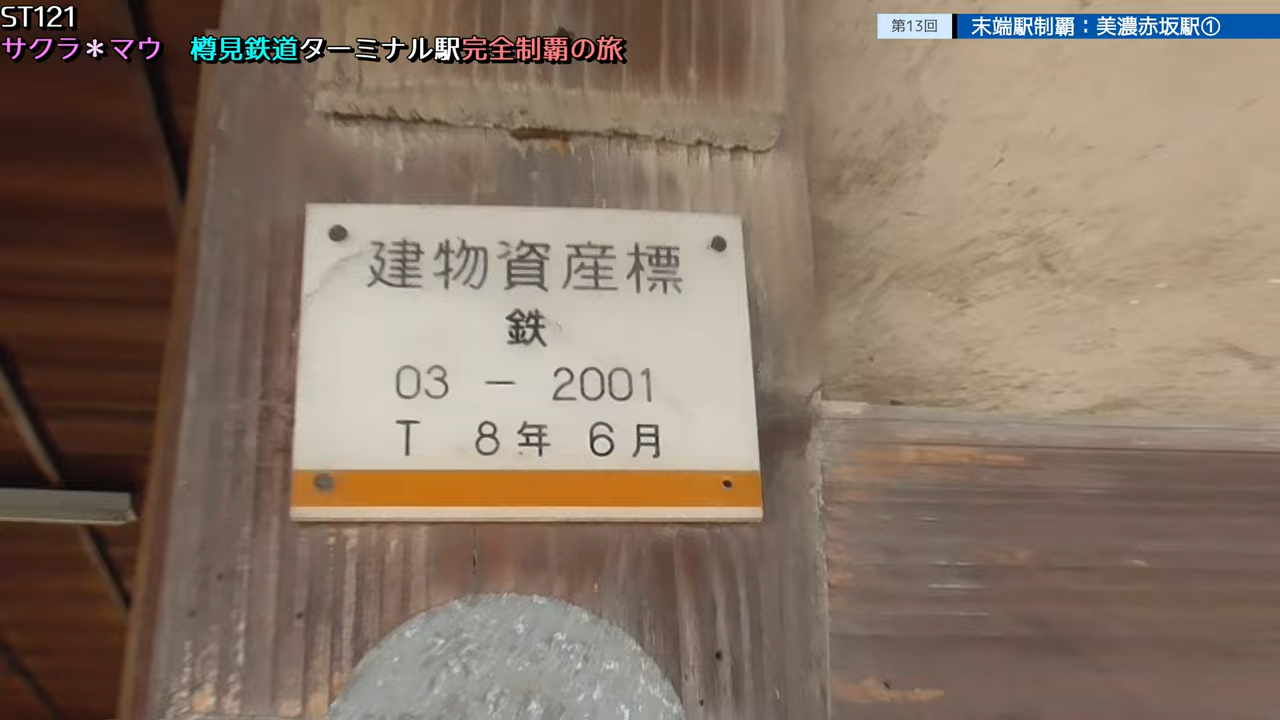 ST121
サクラ＊マウ 樽見鉄道ターミナル駅完全制覇の旅
第13回 末端駅制覇：美濃赤坂駅①
建物資産標
鉄
03 － 2001
T 8年 6月